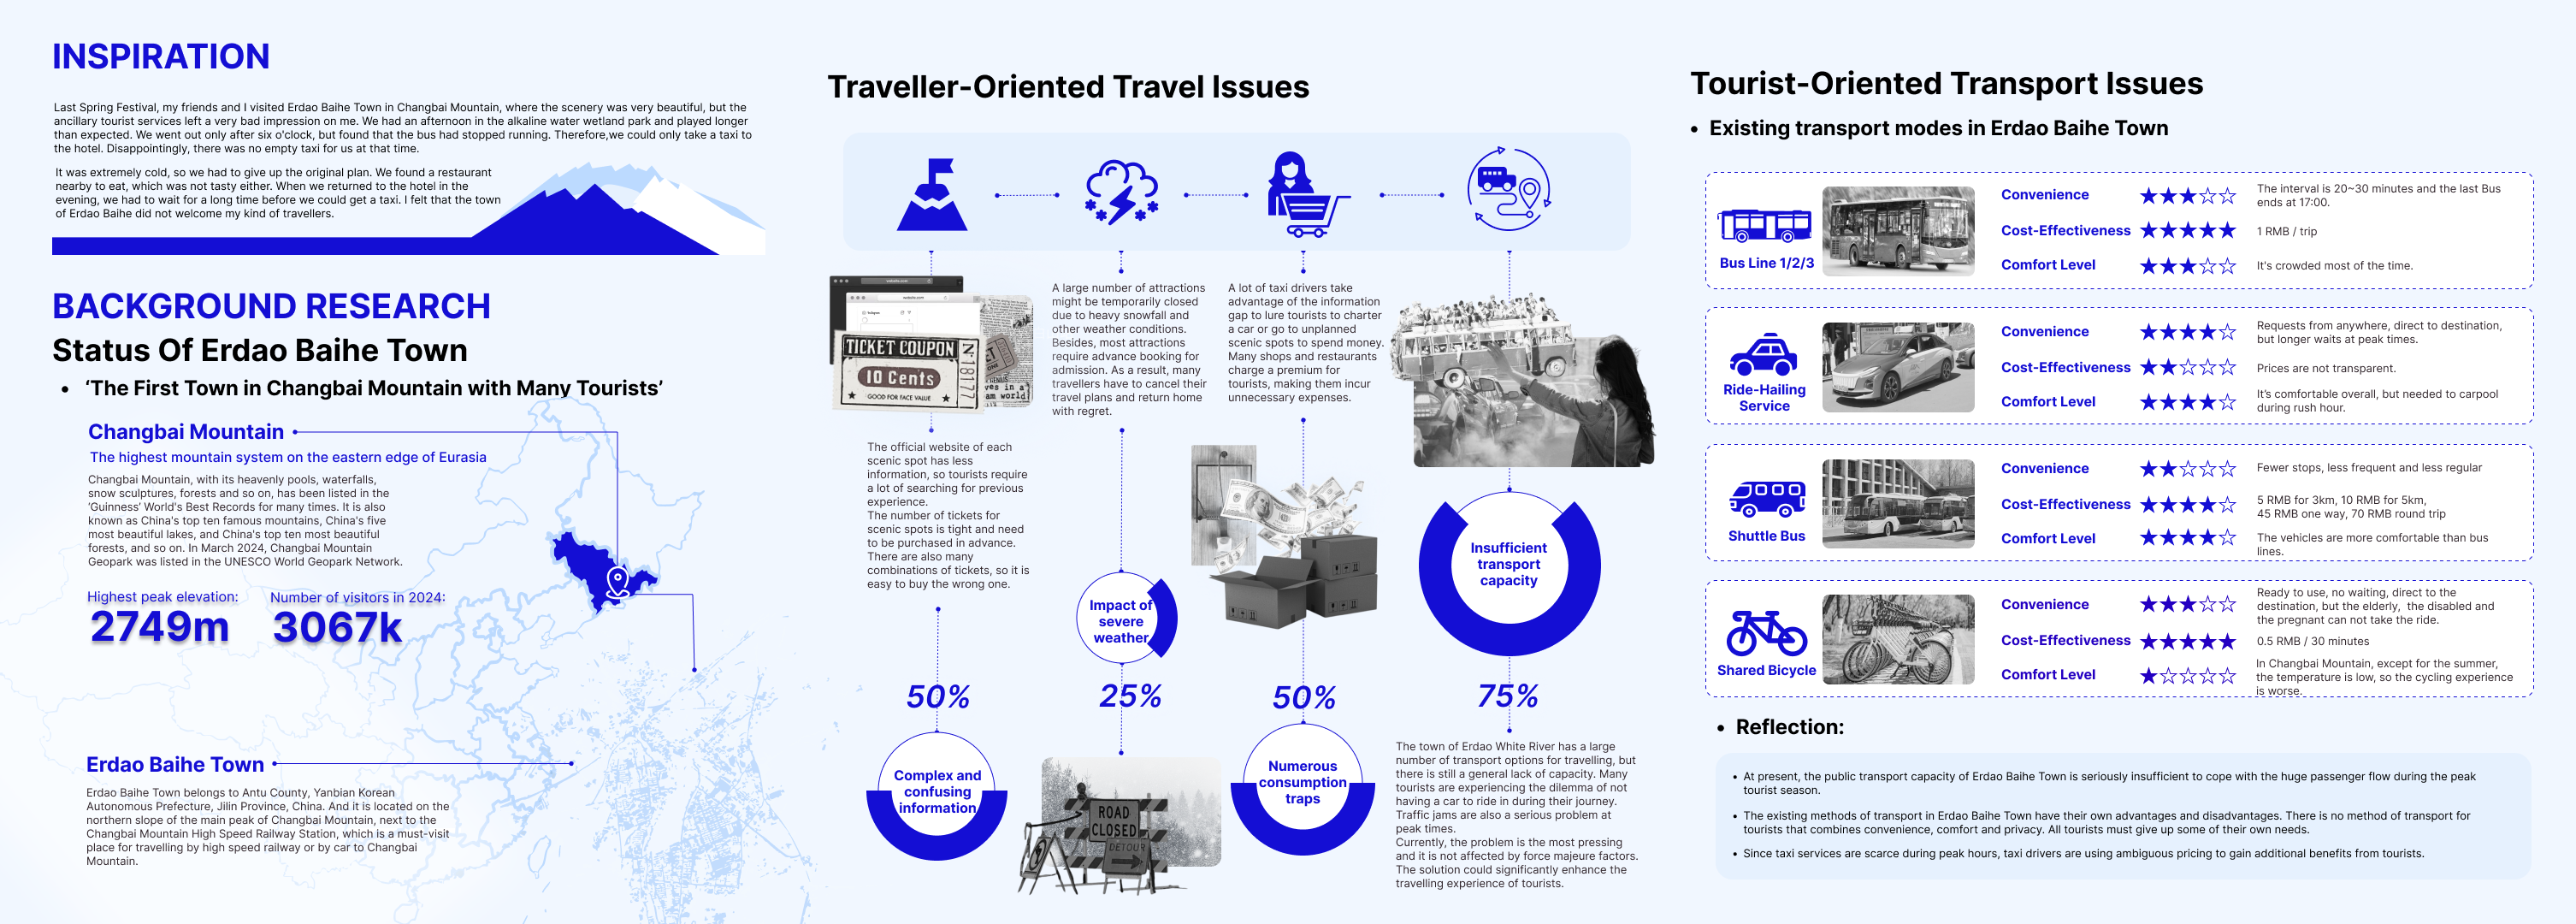 INSPIRATION
Last Spring Festival, my friends and I visited Erdao Baihe Town in Changbai Mountain, where the scenery was very beautiful, but the
ancillary tourist services left a very bad impression on me. We had an afternoon in the alkaline water wetland park and played longer
than expected. We went out only after six o'clock, but found that the bus had stopped running. Therefore,we could only take a taxi to
the hotel. Disappointingly, there was no empty taxi for us at that time.
It was extremely cold, so we had to give up the original plan. We found a restaurant
nearby to eat, which was not tasty either. When we returned to the hotel in the
evening, we had to wait for a long time before we could get a taxi. I felt that the town
of Erdao Baihe did not welcome my kind of travellers.
BACKGROUND RESEARCH
Status Of Erdao Baihe Town
• ‘The First Town in Changbai Mountain with Many Tourists’
Changbai Mountain
The highest mountain system on the eastern edge of Eurasia
Changbai Mountain, with its heavenly pools, waterfalls,
snow sculptures, forests and so on, has been listed in the
'Guinness' World's Best Records for many times. It is also
known as China's top ten famous mountains, China's five
most beautiful lakes, and China's top ten most beautiful
forests, and so on. In March 2024, Changbai Mountain
Geopark was listed in the UNESCO World Geopark Network.
Highest peak elevation:
2749m
Number of visitors in 2024:
3067k
Erdao Baihe Town
Erdao Baihe Town belongs to Antu County, Yanbian Korean
Autonomous Prefecture, Jilin Province, China. And it is located on the
northern slope of the main peak of Changbai Mountain, next to the
Changbai Mountain High Speed Railway Station, which is a must-visit
place for travelling by high speed railway or by car to Changbai
Mountain.
Traveller-Oriented Travel Issues
website.com
website.com
TICKET COUPON
10 Cents
GOOD FOR FACE VALUE
N18177
The official website of each
scenic spot has less
information, so tourists require
a lot of searching for previous
experience.
The number of tickets for
scenic spots is tight and need
to be purchased in advance.
There are also many
combinations of tickets, so it is
easy to buy the wrong one.
50%
Complex and
confusing
information
A large number of attractions
might be temporarily closed
due to heavy snowfall and
other weather conditions.
Besides, most attractions
require advance booking for
admission. As a result, many
travellers have to cancel their
travel plans and return home
with regret.
Impact of
severe
weather
25%
ROAD
CLOSED
DETOUR
A lot of taxi drivers take
advantage of the information
gap to lure tourists to charter
a car or go to unplanned
scenic spots to spend money.
Many shops and restaurants
charge a premium for
tourists, making them incur
unnecessary expenses.
50%
Numerous
consumption
traps
Insufficient
transport
capacity
75%
The town of Erdao White River has a large
number of transport options for travelling, but
there is still a general lack of capacity. Many
tourists are experiencing the dilemma of not
having a car to ride in during their journey.
Traffic jams are also a serious problem at
peak times.
Currently, the problem is the most pressing
and it is not affected by force majeure factors.
The solution could significantly enhance the
travelling experience of tourists.
Tourist-Oriented Transport Issues
• Existing transport modes in Erdao Baihe Town
Bus Line 1/2/3
Convenience ★★★☆☆ The interval is 20~30 minutes and the last Bus
ends at 17:00.
Cost-Effectiveness ★★★★★ 1 RMB / trip
Comfort Level ★★★☆☆ It's crowded most of the time.
Ride-Hailing
Service
Convenience ★★★★☆ Requests from anywhere, direct to destination,
but longer waits at peak times.
Cost-Effectiveness ★★☆☆☆ Prices are not transparent.
Comfort Level ★★★★☆ It's comfortable overall, but needed to carpool
during rush hour.
Shuttle Bus
Convenience ★★☆☆☆ Fewer stops, less frequent and less regular
Cost-Effectiveness ★★★★☆ 5 RMB for 3km, 10 RMB for 5km,
45 RMB one way, 70 RMB round trip
Comfort Level ★★★★☆ The vehicles are more comfortable than bus
lines.
Shared Bicycle
Convenience ★★★☆☆ Ready to use, no waiting, direct to the
destination, but the elderly, the disabled and
the pregnant can not take the ride.
Cost-Effectiveness ★★★★★ 0.5 RMB / 30 minutes
Comfort Level ★☆☆☆☆ In Changbai Mountain, except for the summer,
the temperature is low, so the cycling experience
is worse.
• Reflection:
• At present, the public transport capacity of Erdao Baihe Town is seriously insufficient to cope with the huge passenger flow during the peak
tourist season.
• The existing methods of transport in Erdao Baihe Town have their own advantages and disadvantages. There is no method of transport for
tourists that combines convenience, comfort and privacy. All tourists must give up some of their own needs.
• Since taxi services are scarce during peak hours, taxi drivers are using ambiguous pricing to gain additional benefits from tourists.